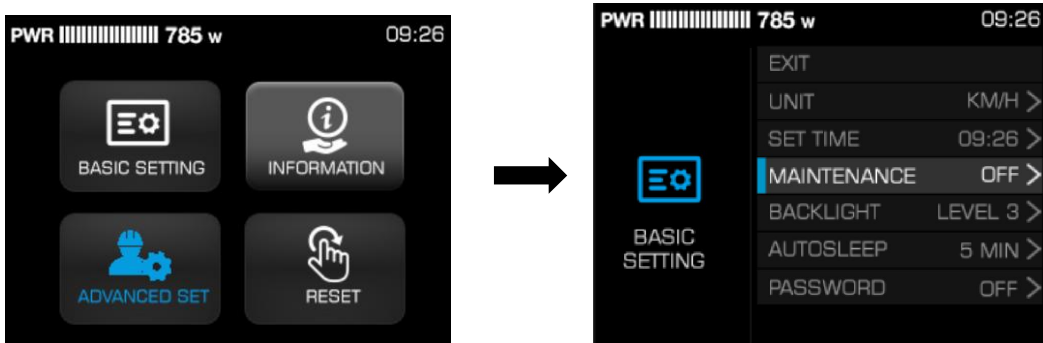 PWR 785 W 09:26
BASIC SETTING INFORMATION
ADVANCED SET RESET
PWR 785 W 09:26
BASIC
SETTING
EXIT
UNIT KM/H >
SET TIME 09:26 >
MAINTENANCE OFF >
BACKLIGHT LEVEL 3 >
AUTOSLEEP 5 MIN >
PASSWORD OFF >